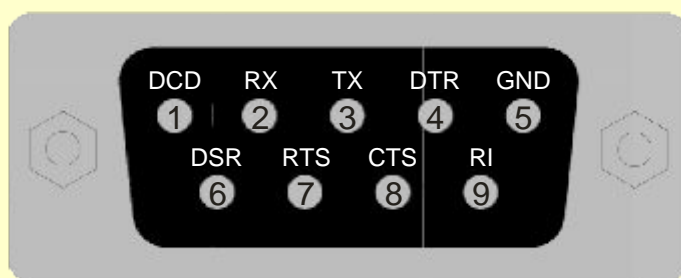 DCD RX TX DTR GND
1 2 3 4 5
DSR RTS CTS RI
6 7 8 9